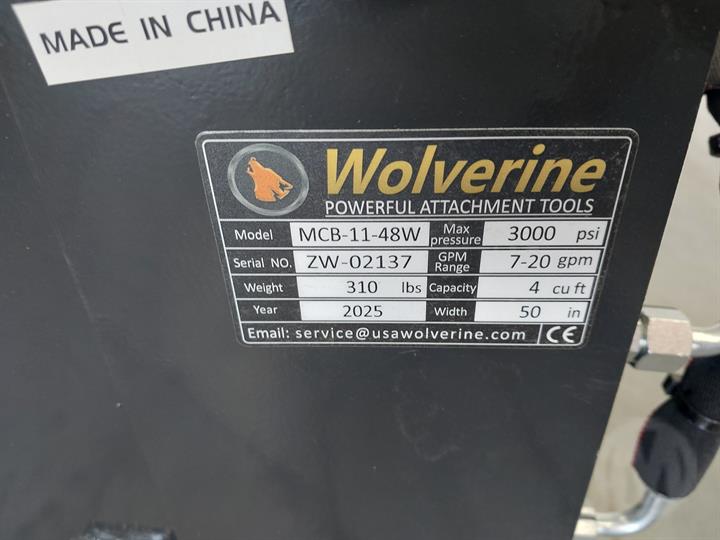 MADE IN CHINA
Wolverine
POWERFUL ATTACHMENT TOOLS
Model MCB-11-48W Max pressure 3000 psi
Serial NO. ZW-02137 GPM Range 7-20 gpm
Weight 310 lbs Capacity 4 cu ft
Year 2025 Width 50 in
Email: service@usawolverine.com CE